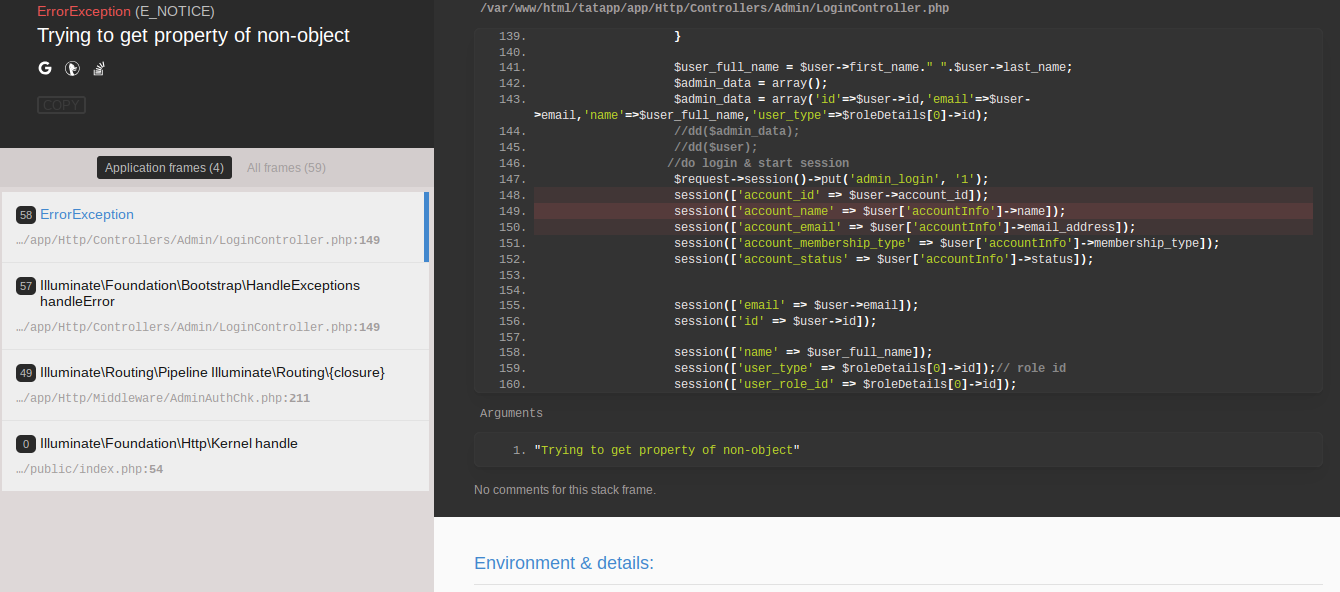 ErrorException (E_NOTICE)
Trying to get property of non-object
COPY
Application frames (4) All frames (59)
58 ErrorException
…/app/Http/Controllers/Admin/LoginController.php:149
57 Illuminate\Foundation\Bootstrap\HandleExceptions
handleError
…/app/Http/Controllers/Admin/LoginController.php:149
49 Illuminate\Routing\Pipeline Illuminate\Routing\{closure}
…/app/Http/Middleware/AdminAuthChk.php:211
0 Illuminate\Foundation\Http\Kernel handle
…/public/index.php:54
/var/www/html/tatapp/app/Http/Controllers/Admin/LoginController.php
139. }
140.
141. $user_full_name = $user->first_name." ".$user->last_name;
142. $admin_data = array();
143. $admin_data = array('id'=>$user->id,'email'=>$user-
>email,'name'=>$user_full_name,'user_type'=>$roleDetails[0]->id);
144. //dd($admin_data);
145. //dd($user);
146. //do login & start session
147. $request->session()->put('admin_login', '1');
148. session(['account_id' => $user->account_id]);
149. session(['account_name' => $user['accountInfo']->name]);
150. session(['account_email' => $user['accountInfo']->email_address]);
151. session(['account_membership_type' => $user['accountInfo']->membership_type]);
152. session(['account_status' => $user['accountInfo']->status]);
153.
154.
155. session(['email' => $user->email]);
156. session(['id' => $user->id]);
157.
158. session(['name' => $user_full_name]);
159. session(['user_type' => $roleDetails[0]->id]);// role id
160. session(['user_role_id' => $roleDetails[0]->id]);
Arguments
1. "Trying to get property of non-object"
No comments for this stack frame.
Environment & details: